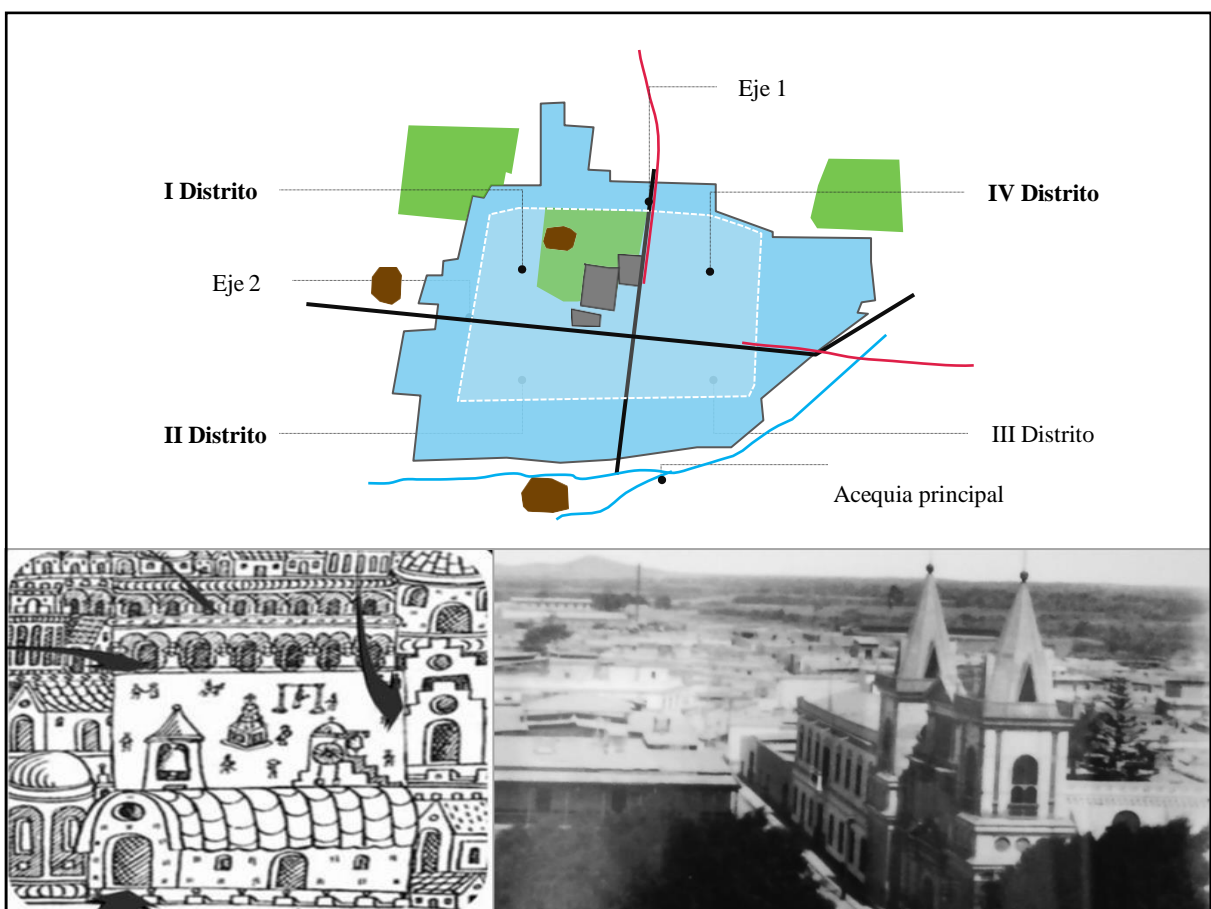 Eje 1
I Distrito
IV Distrito
Eje 2
II Distrito
III Distrito
Acequia principal